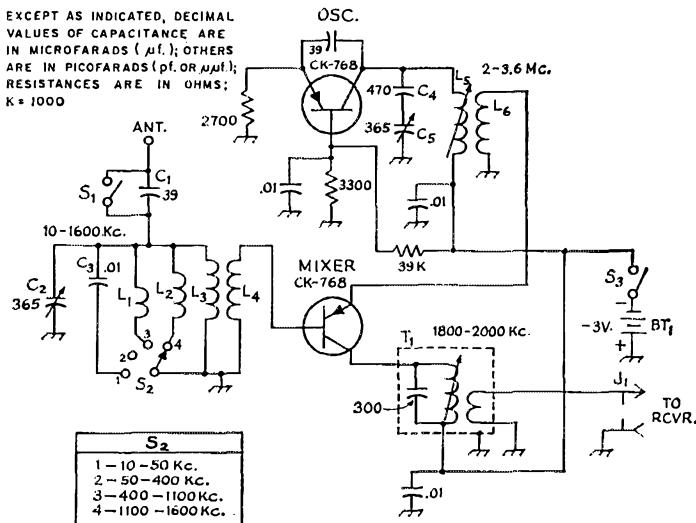 EXCEPT AS INDICATED, DECIMAL
VALUES OF CAPACITANCE ARE
IN MICROFARADS (μf.); OTHERS
ARE IN PICOFARADS (pf. OR μμf.);
RESISTANCES ARE IN OHMS;
K = 1000
OSC.
39
CK-768
2700
470
C4
365
C5
L5
2-3.6 MC.
L6
.01
3300
.01
39 K
ANT.
S1
C1
39
10-1600 KC.
C2
365
C3 .01
L1
L2
L3
L4
3
4
2
1
S2
MIXER
CK-768
S3
-
-3V.
BT1
+
T1
1800-2000 KC.
300
J1
TO
RCVR.
.01
S2
1 - 10 - 50 KC.
2 - 50 - 400 KC.
3 - 400 - 1100 KC.
4 - 1100 - 1600 KC.